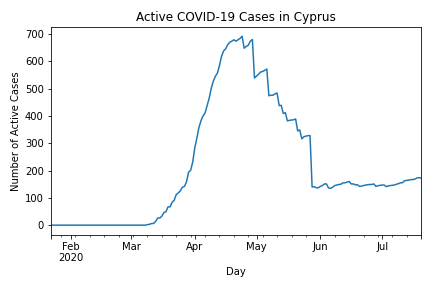 Active COVID-19 Cases in Cyprus
700
600
500
400
300
200
100
0
Number of Active Cases
Feb Mar Apr May Jun Jul
2020
Day